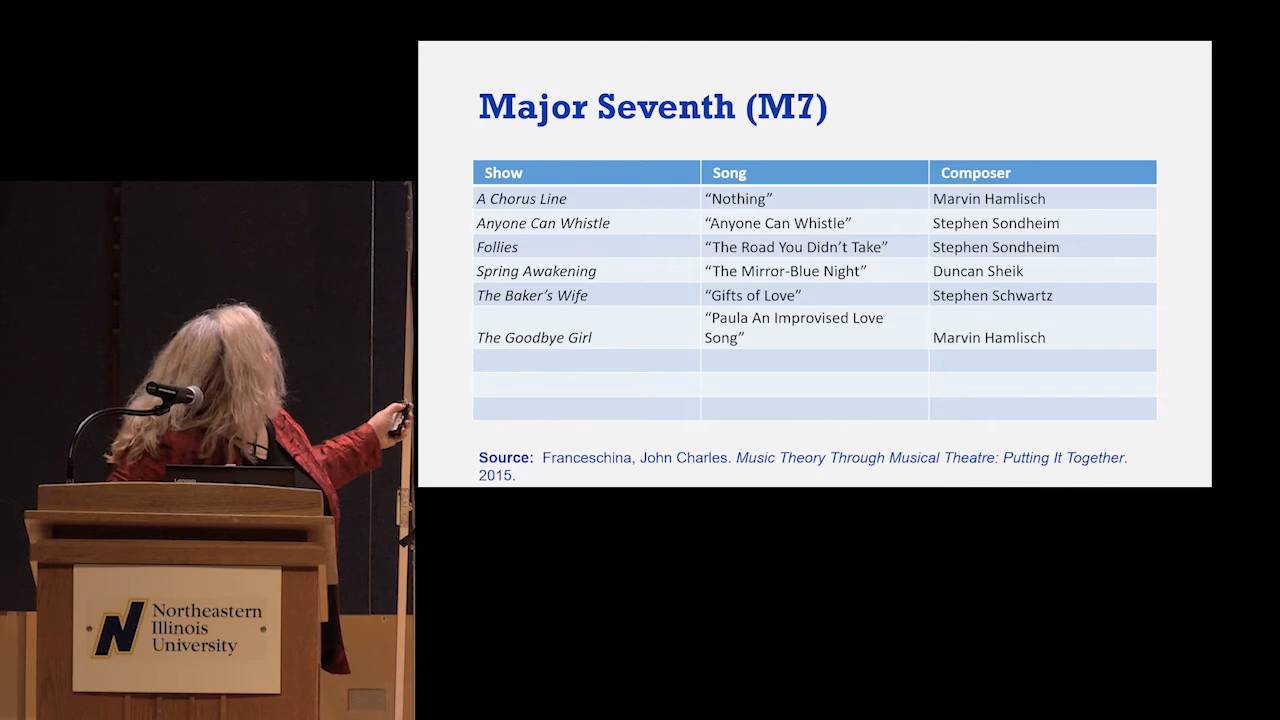 Major Seventh (M7)
Show Song Composer
A Chorus Line “Nothing” Marvin Hamlisch
Anyone Can Whistle “Anyone Can Whistle” Stephen Sondheim
Follies “The Road You Didn’t Take” Stephen Sondheim
Spring Awakening “The Mirror-Blue Night” Duncan Sheik
The Baker’s Wife “Gifts of Love” Stephen Schwartz
“Paula An Improvised Love
The Goodbye Girl Song” Marvin Hamlisch
Source: Franceschina, John Charles. Music Theory Through Musical Theatre: Putting It Together.
2015.
Lenovo
N Northeastern
Illinois
University